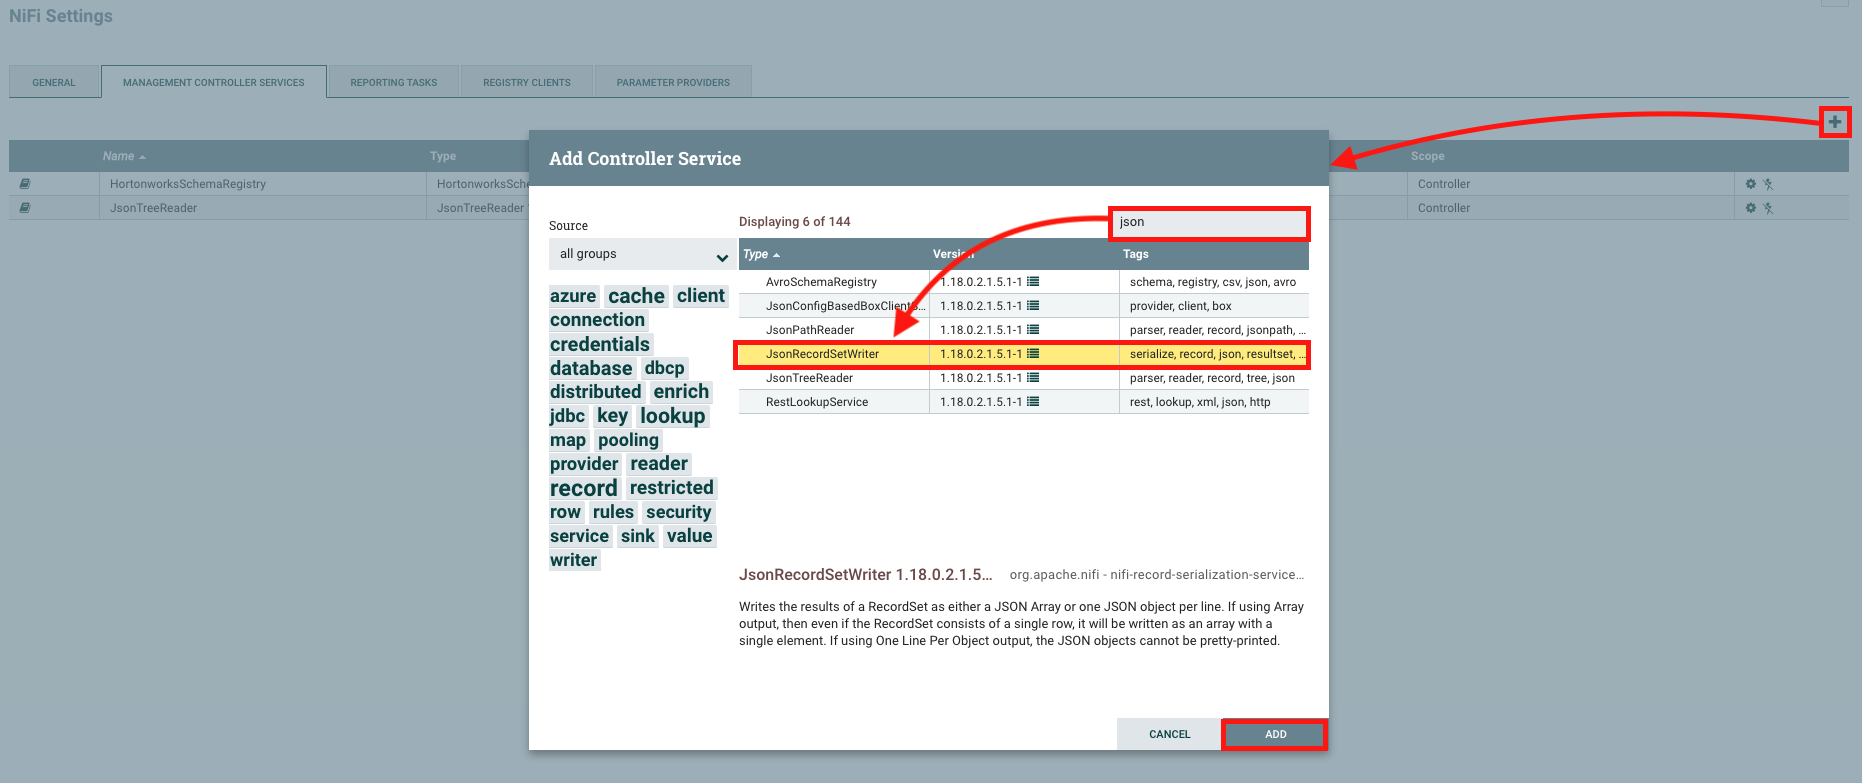 NiFi Settings
GENERAL
MANAGEMENT CONTROLLER SERVICES
REPORTING TASKS
REGISTRY CLIENTS
PARAMETER PROVIDERS
Name Type Scope
HortonworksSchemaRegistry HortonworksSche Controller
JsonTreeReader JsonTreeReader Controller
Add Controller Service
Source
all groups
azure cache client
connection
credentials
database dbcp
distributed enrich
jdbc key lookup
map pooling
provider reader
record restricted
row rules security
service sink value
writer
Displaying 6 of 144
json
Type Version Tags
AvroSchemaRegistry 1.18.0.2.1.5.1-1 schema, registry, csv, json, avro
JsonConfigBasedBoxClientS... 1.18.0.2.1.5.1-1 provider, client, box
JsonPathReader 1.18.0.2.1.5.1-1 parser, reader, record, jsonpath, ...
JsonRecordSetWriter 1.18.0.2.1.5.1-1 serialize, record, json, resultset, ...
JsonTreeReader 1.18.0.2.1.5.1-1 parser, reader, record, tree, json
RestLookupService 1.18.0.2.1.5.1-1 rest, lookup, xml, json, http
JsonRecordSetWriter 1.18.0.2.1.5... org.apache.nifi - nifi-record-serialization-service...
Writes the results of a RecordSet as either a JSON Array or one JSON object per line. If using Array
output, then even if the RecordSet consists of a single row, it will be written as an array with a
single element. If using One Line Per Object output, the JSON objects cannot be pretty-printed.
CANCEL
ADD